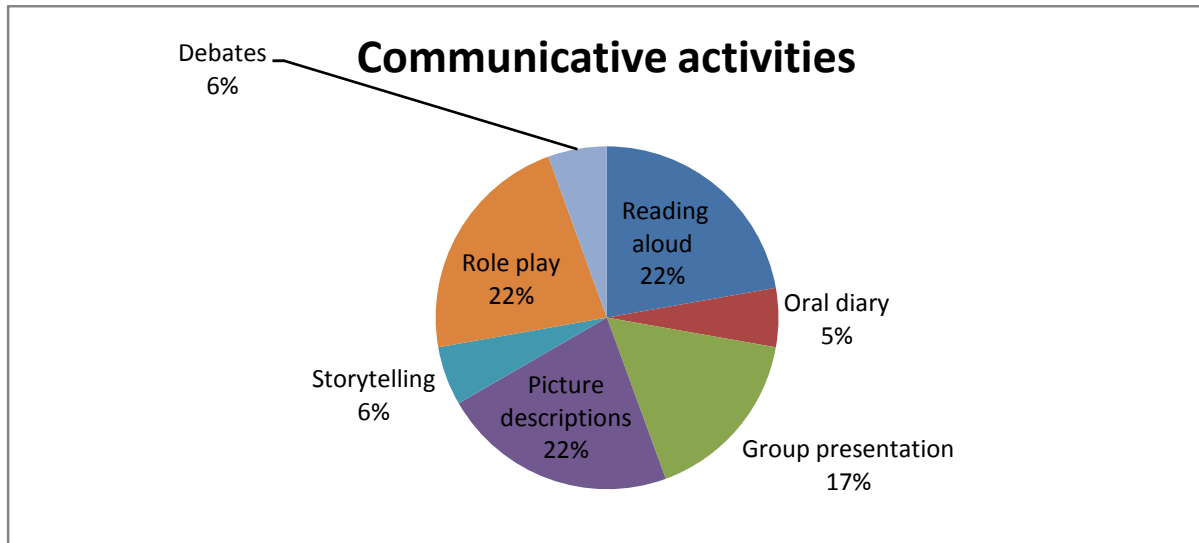 Communicative activities
Debates
6%
Reading
aloud
22%
Oral diary
5%
Group presentation
17%
Picture
descriptions
22%
Storytelling
6%
Role play
22%